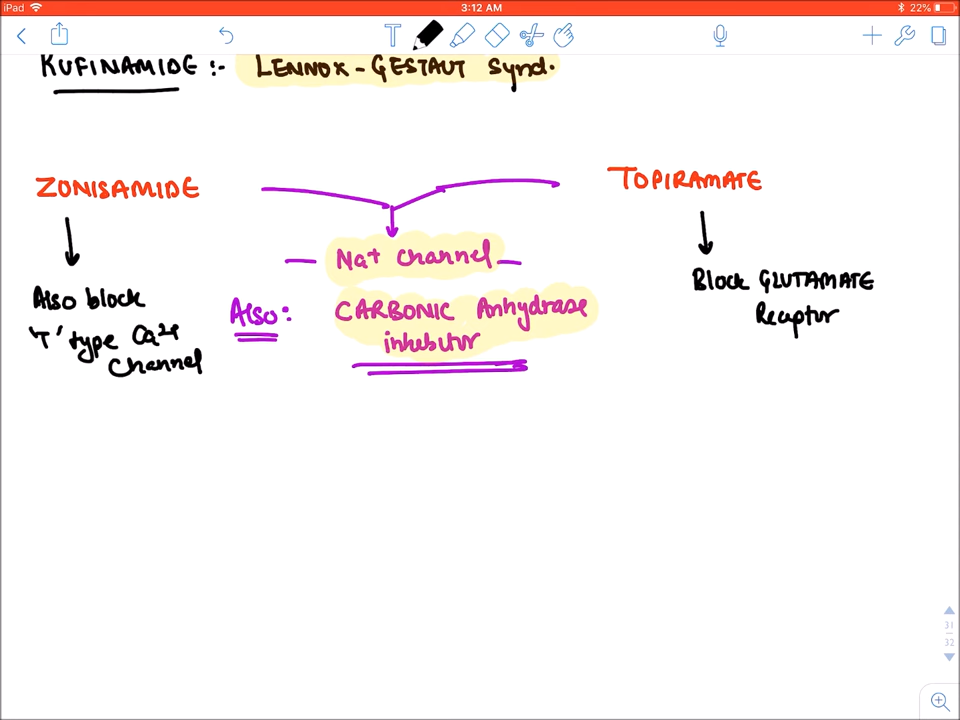 iPad
3:12 AM
22%
T
RUFINAMIDE :- LENNOX-GESTAUT Synd.
ZONISAMIDE
TOPIRAMATE
Na+ Channel
Also block
'T' type Ca2+
Channel
Also: CARBONIC Anhydrase
inhebutor
Block GLUTAMATE
Receptor
31
32